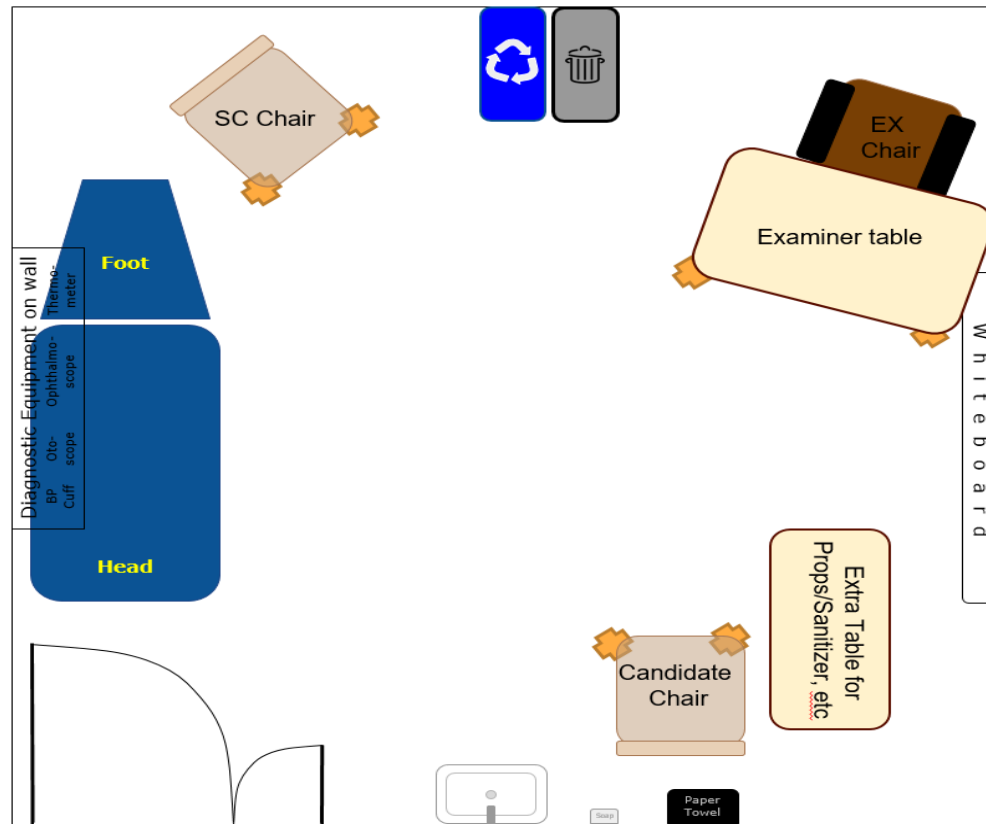 SC Chair
EX
Chair
Examiner table
Foot
Diagnostic Equipment on wall
Thermo-
meter
Ophthalmo-
scope
Oto-
scope
BP
Cuff
Head
Whiteboard
Extra Table for
Props/Sanitizer, etc
Candidate
Chair
Soap
Paper
Towel